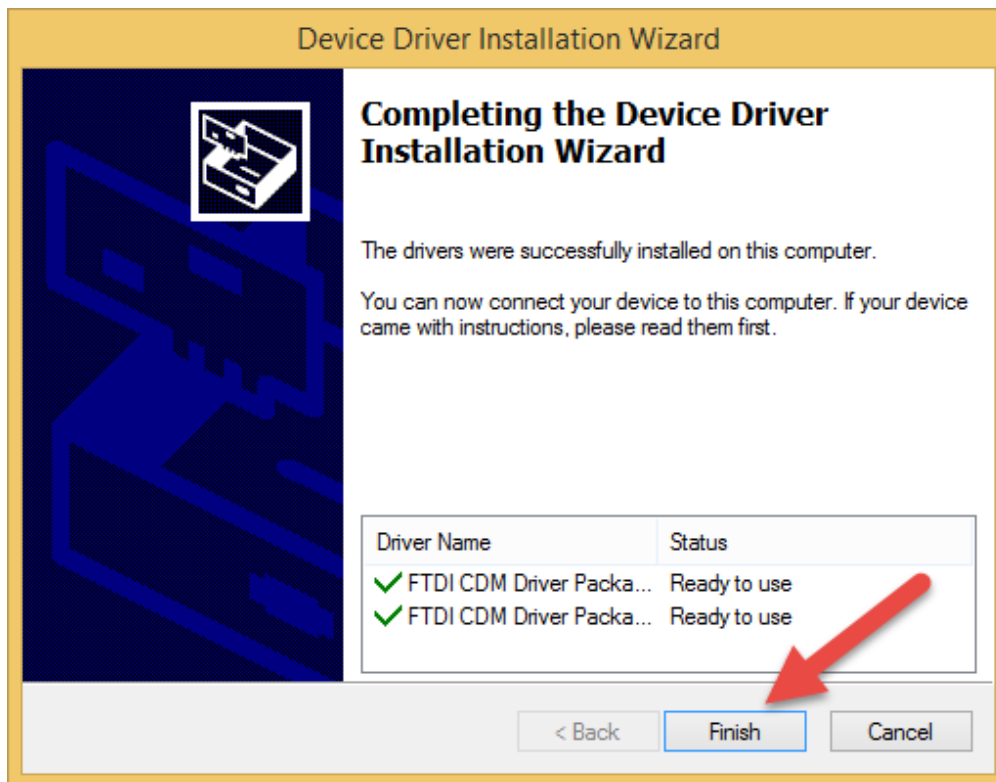 Device Driver Installation Wizard
Completing the Device Driver
Installation Wizard
The drivers were successfully installed on this computer.
You can now connect your device to this computer. If your device
came with instructions, please read them first.
Driver Name Status
FTDI CDM Driver Packa... Ready to use
FTDI CDM Driver Packa... Ready to use
< Back Finish Cancel